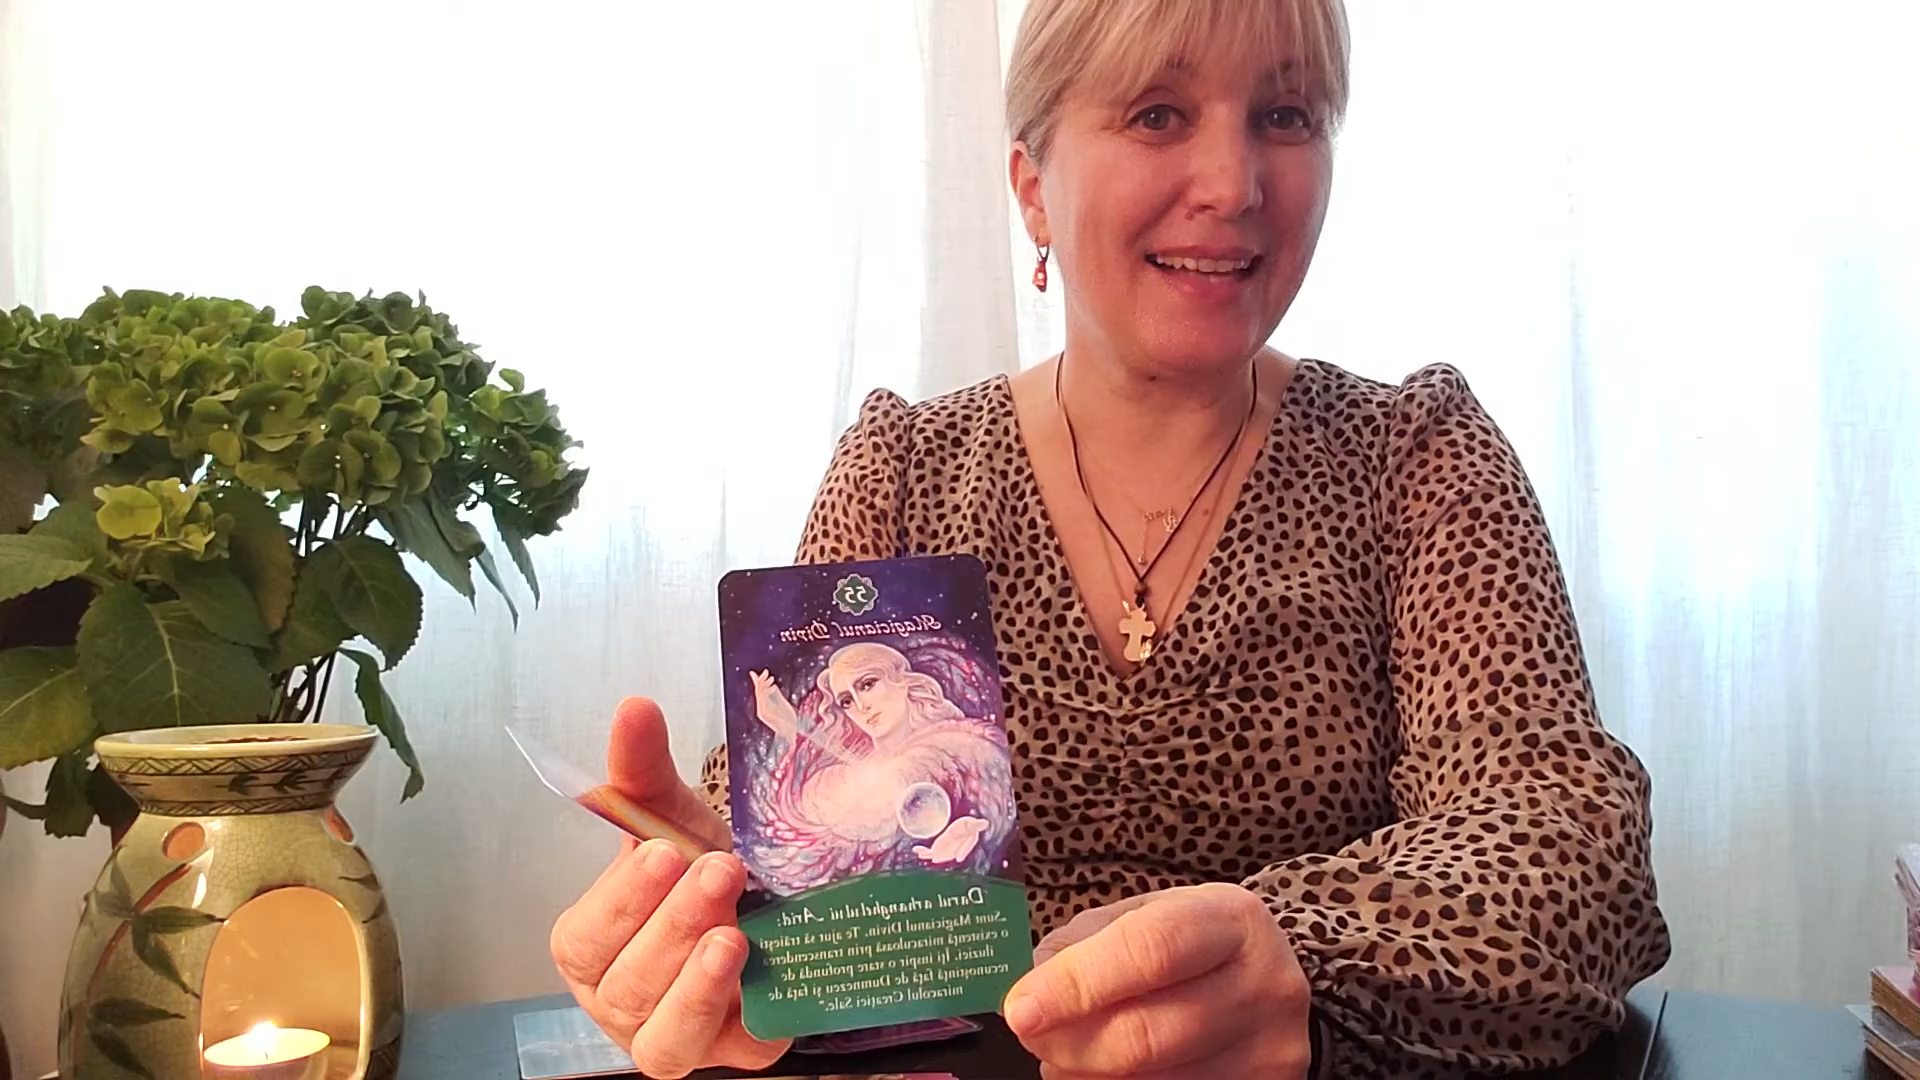 55
Magicianul Divin
Darul arhanghelului Arid:
„Sunt Magicianul Divin. Te ajut să trăiești
o existență miraculoasă prin transcenderea
iluziei. Îți inspir o stare profundă de
recunoștință față de Dumnezeu și față de
miracolul Creației Sale.”